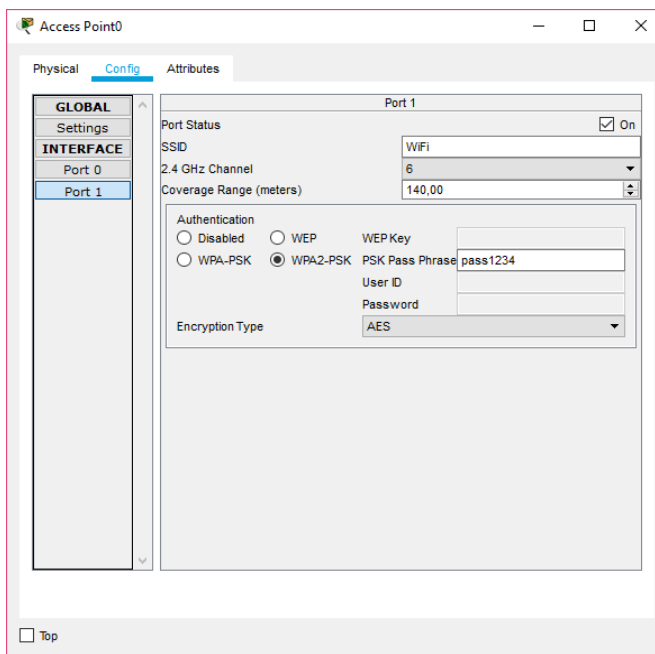 Access Point0
Physical Config Attributes
GLOBAL
Settings
INTERFACE
Port 0
Port 1
Port 1
Port Status On
SSID WiFi
2.4 GHz Channel 6
Coverage Range (meters) 140,00
Authentication
Disabled WEP WEP Key
WPA-PSK WPA2-PSK PSK Pass Phrase pass1234
User ID
Password
Encryption Type AES
Top